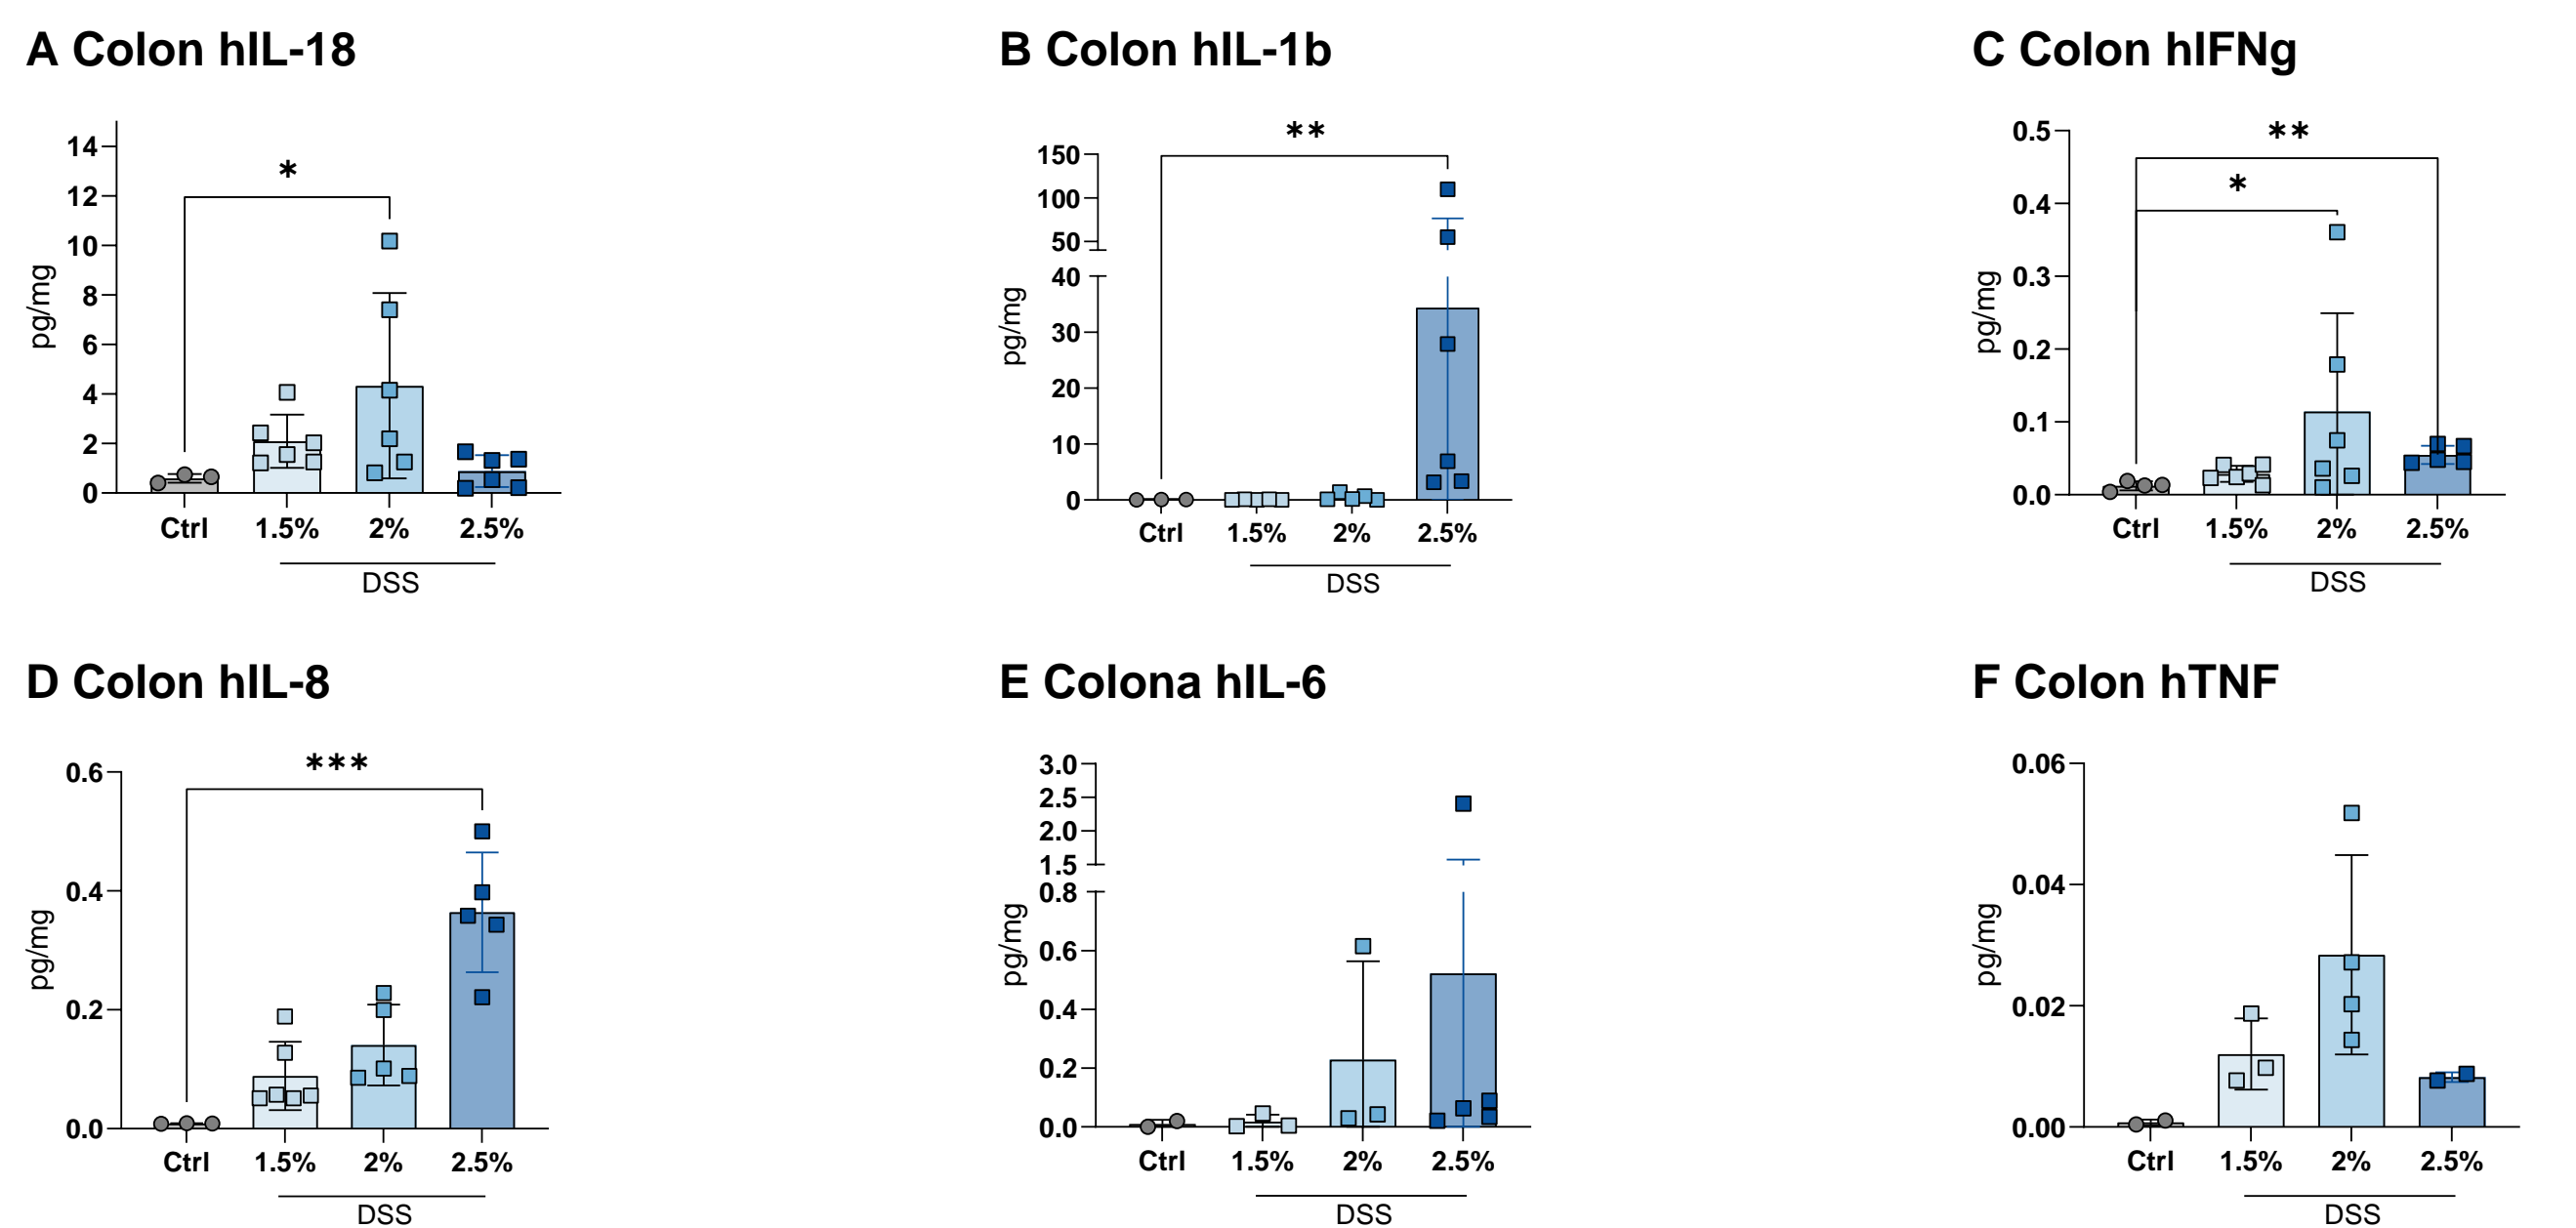 A Colon hIL-18
B Colon hIL-1b
C Colon hIFNg
14
12
10
8
6
4
2
0
pg/mg
*
Ctrl 1.5% 2% 2.5%
DSS
150
100
50
40
30
20
10
0
pg/mg
**
Ctrl 1.5% 2% 2.5%
DSS
0.5
0.4
0.3
0.2
0.1
0.0
pg/mg
**
*
Ctrl 1.5% 2% 2.5%
DSS
D Colon hIL-8
E Colona hIL-6
F Colon hTNF
0.6
0.4
0.2
0.0
pg/mg
***
Ctrl 1.5% 2% 2.5%
DSS
3.0
2.5
2.0
1.5
0.8
0.6
0.4
0.2
0.0
pg/mg
Ctrl 1.5% 2% 2.5%
DSS
0.06
0.04
0.02
0.00
pg/mg
Ctrl 1.5% 2% 2.5%
DSS